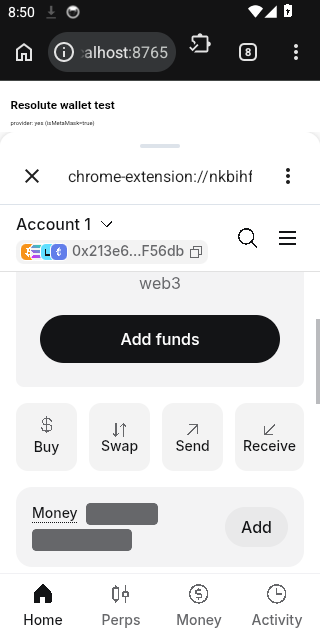 8:50
alhost:8765
8
Resolute wallet test
provider: yes (isMetaMask=true)
chrome-extension://nkbihf
Account 1
0x213e6...F56db
web3
Add funds
Buy
Swap
Send
Receive
Money
Add
Home
Perps
Money
Activity